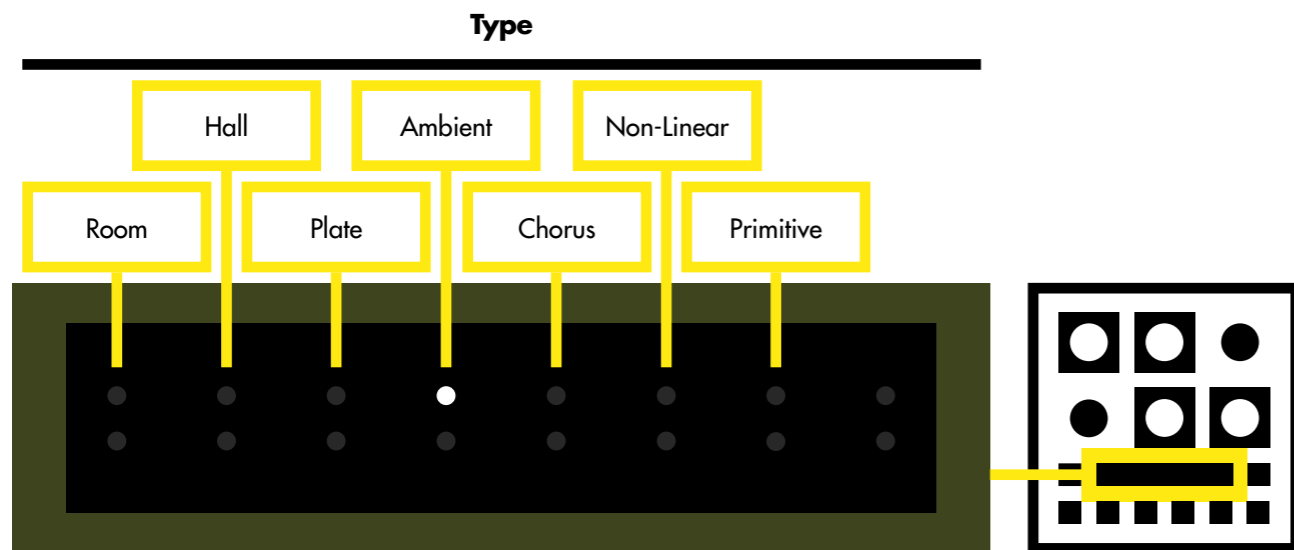 Type
Hall
Ambient
Non-Linear
Room
Plate
Chorus
Primitive